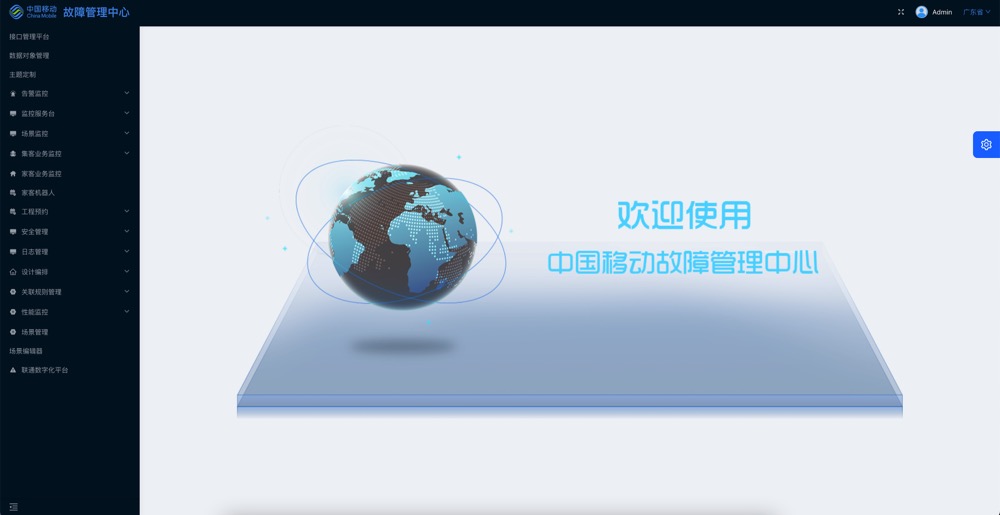 中国移动
China Mobile
故障管理中心
Admin
广东省
接口管理平台
数据对象管理
主题定制
告警监控
监控服务台
场景监控
集客业务监控
家客业务监控
家客机器人
工程预约
安全管理
日志管理
设计编排
关联规则管理
性能监控
场景管理
场景编辑器
联通数字化平台
欢迎使用
中国移动故障管理中心